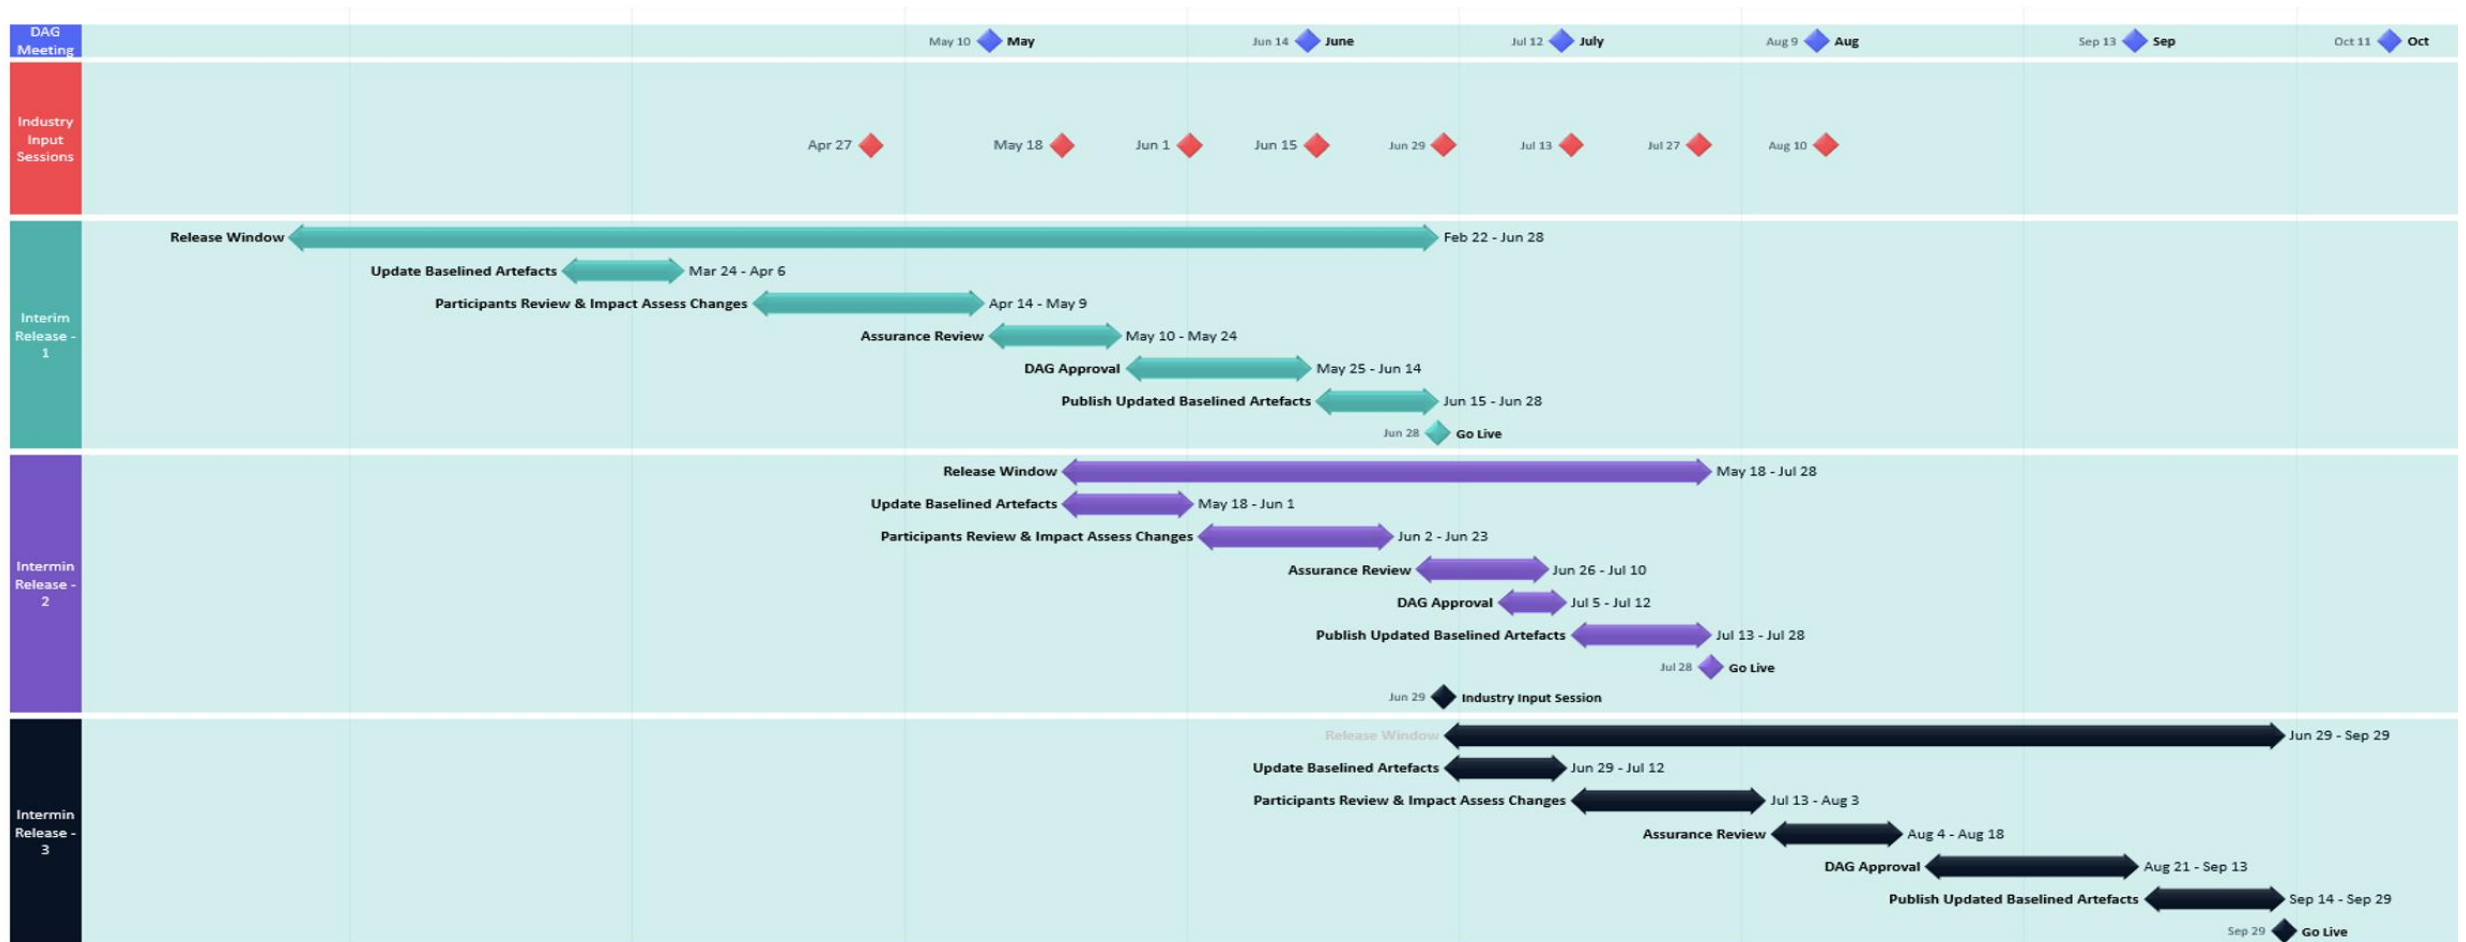 DAG
Meeting
May 10 May
Jun 14 June
Jul 12 July
Aug 9 Aug
Sep 13 Sep
Oct 11 Oct
Industry
Input
Sessions
Apr 27
May 18
Jun 1
Jun 15
Jun 29
Jul 13
Jul 27
Aug 10
Interim
Release -
1
Release Window Feb 22 - Jun 28
Update Baselined Artefacts Mar 24 - Apr 6
Participants Review & Impact Assess Changes Apr 14 - May 9
Assurance Review May 10 - May 24
DAG Approval May 25 - Jun 14
Publish Updated Baselined Artefacts Jun 15 - Jun 28
Jun 28 Go Live
Intermin
Release -
2
Release Window May 18 - Jul 28
Update Baselined Artefacts May 18 - Jun 1
Participants Review & Impact Assess Changes Jun 2 - Jun 23
Assurance Review Jun 26 - Jul 10
DAG Approval Jul 5 - Jul 12
Publish Updated Baselined Artefacts Jul 13 - Jul 28
Jul 28 Go Live
Jun 29 Industry Input Session
Intermin
Release -
3
Release Window Jun 29 - Sep 29
Update Baselined Artefacts Jun 29 - Jul 12
Participants Review & Impact Assess Changes Jul 13 - Aug 3
Assurance Review Aug 4 - Aug 18
DAG Approval Aug 21 - Sep 13
Publish Updated Baselined Artefacts Sep 14 - Sep 29
Sep 29 Go Live